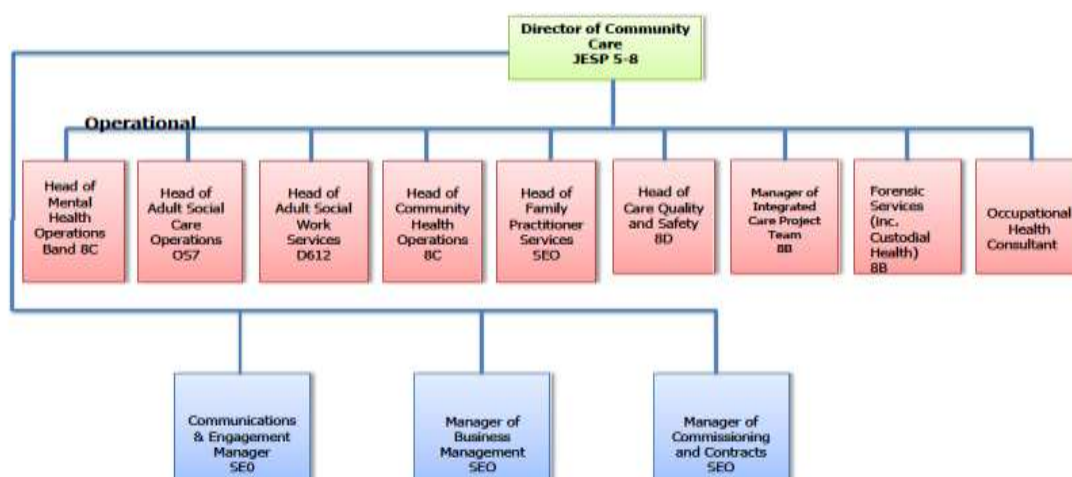 Director of Community
Care
JESP 5-8
Operational
Head of
Mental
Health
Operations
Band 8C
Head of
Adult Social
Care
Operations
OS7
Head of
Adult Social
Work
Services
D612
Head of
Community
Health
Operations
8C
Head of
Family
Practitioner
Services
SEO
Head of
Care Quality
and Safety
8D
Manager of
Integrated
Care Project
Team
8B
Forensic
Services
(inc.
Custodial
Health)
8B
Occupational
Health
Consultant
Communications
& Engagement
Manager
SE0
Manager of
Business
Management
SEO
Manager of
Commissioning
and Contracts
SEO